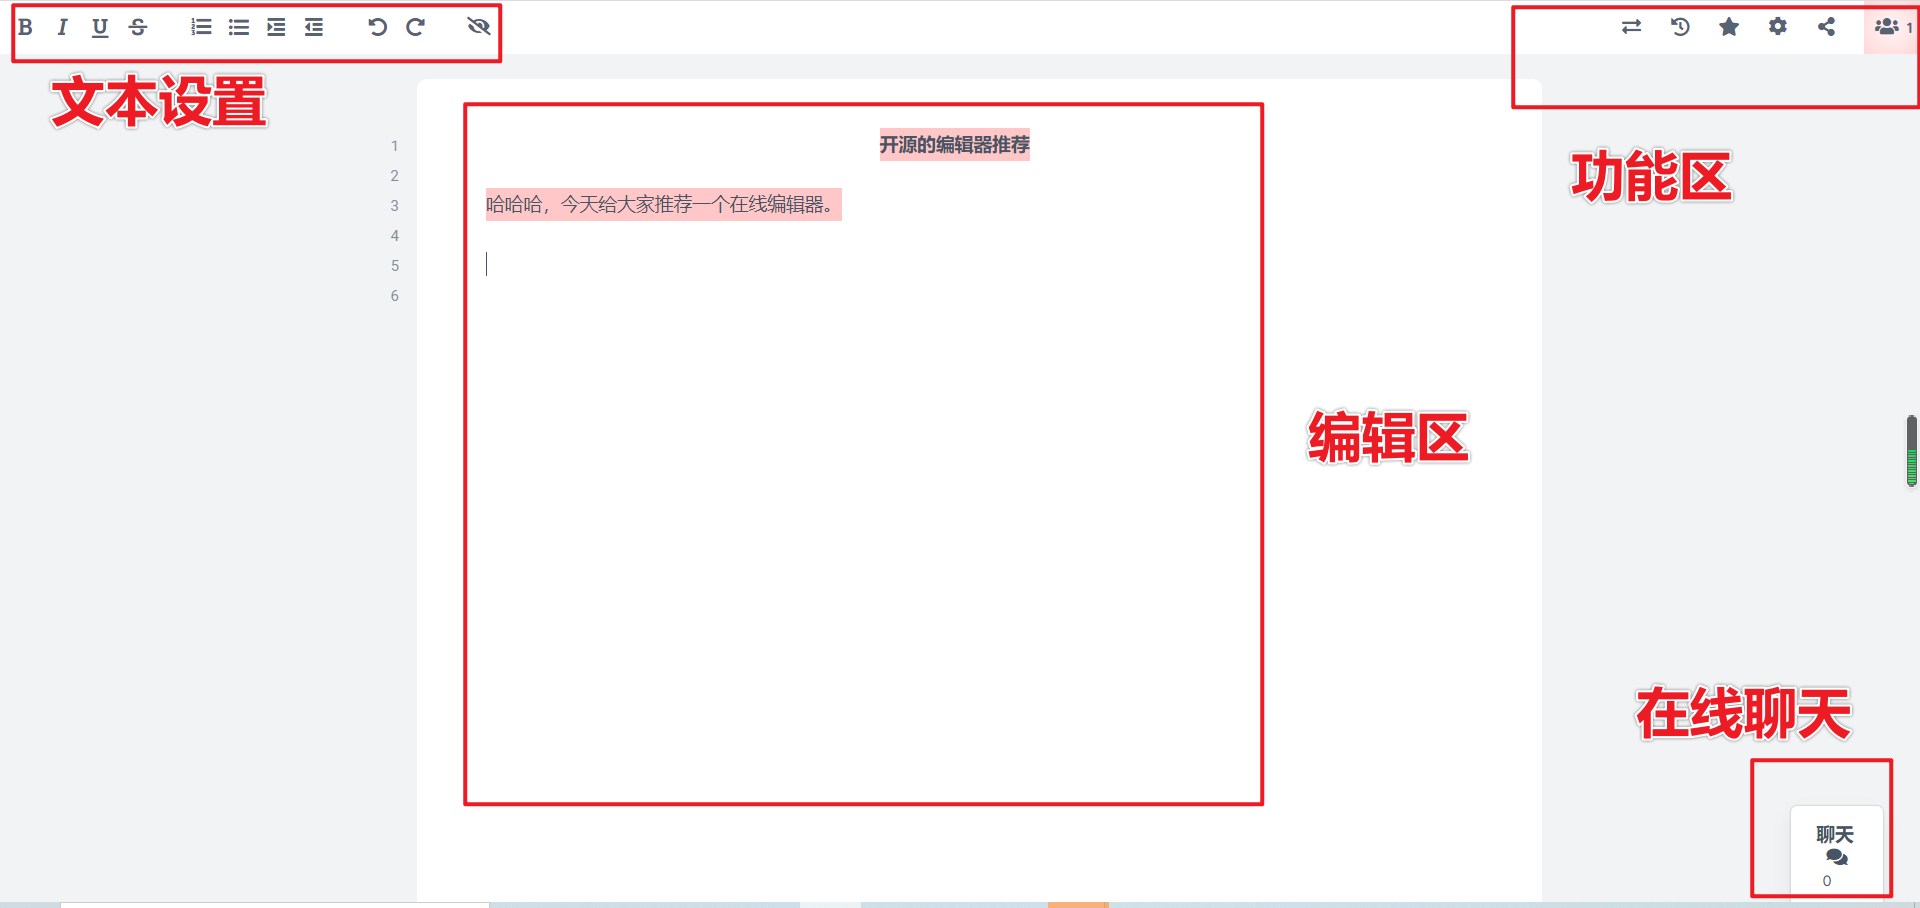 B I U S
1
文本设置
功能区
1 开源的编辑器推荐
2
3 哈哈哈，今天给大家推荐一个在线编辑器。
4
5
6
编辑区
在线聊天
聊天
0